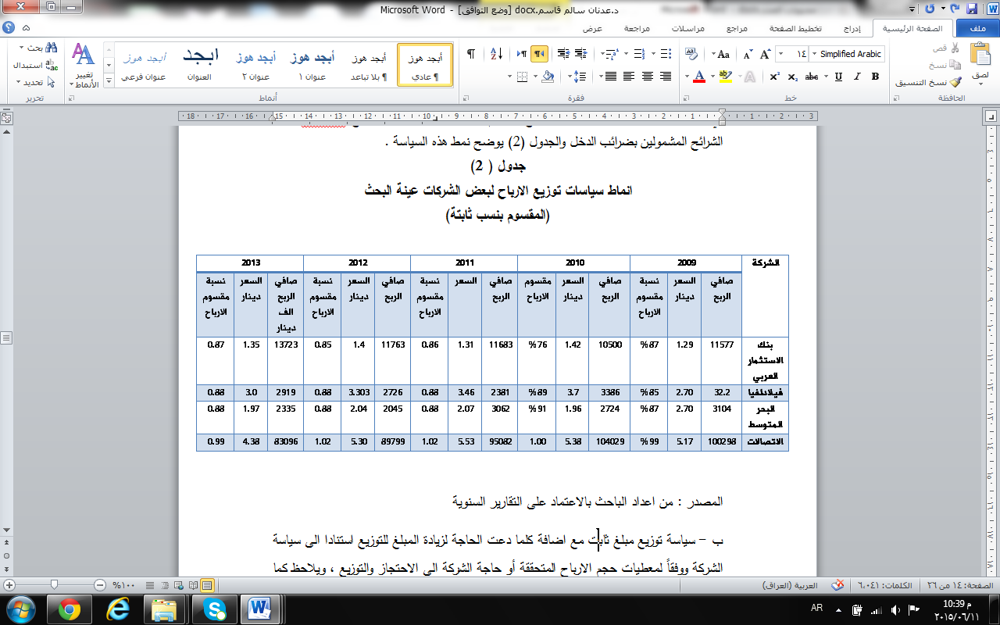 د.عدنان سالم قاسم.docx [وضع التوافق] - Microsoft Word
ملف
الصفحة الرئيسية
إدراج
تخطيط الصفحة
مراجع
مراسلات
مراجعة
عرض
لصق
قص
نسخ
نسخ التنسيق
الحافظة
Simplified Arabic
١٤
خط
فقرة
أبجد هوز
¶ عادي
أبجد هوز
¶ بلا تباعد
أبجد هوز
عنوان ١
أبجد هوز
عنوان ٢
ابجد
العنوان
أبجد هوز
عنوان فرعي
تغيير الأنماط
أنماط
بحث
استبدال
تحديد
تحرير
الشرائح المشمولين بضرائب الدخل والجدول (2) يوضح نمط هذه السياسة .
جدول ( 2)
انماط سياسات توزيع الارباح لبعض الشركات عينة البحث
(المقسوم بنسب ثابتة)
الشركة 2009 2010 2011 2012 2013
صافي الربح السعر دينار نسبة مقسوم الارباح صافي الربح السعر دينار مقسوم الارباح صافي الربح السعر نسبة مقسوم الارباح صافي الربح السعر دينار نسبة مقسوم الارباح صافي الربح الف دينار السعر دينار نسبة مقسوم الارباح
بنك الاستثمار العربي 11577 1.29 %87 10500 1.42 %76 11683 1.31 0.86 11763 1.4 0.85 13723 1.35 0.87
فيلادلفيا 32.2 2.70 %85 3386 3.7 %89 2381 3.46 0.88 2726 3.303 0.88 2919 3.0 0.88
البحر المتوسط 3104 2.70 %87 2724 1.96 %91 3062 2.07 0.88 2045 2.04 0.88 2335 1.97 0.88
الاتصالات 100298 5.17 %99 104029 5.38 1.00 95082 5.53 1.02 89799 5.30 1.02 83096 4.38 0.99
المصدر : من اعداد الباحث بالاعتماد على التقارير السنوية
ب – سياسة توزيع مبلغ ثابت مع اضافة كلما دعت الحاجة لزيادة المبلغ للتوزيع استنادا الى سياسة
الشركة ووفقاً لمعطيات حجم الارباح المتحققة أو حاجة الشركة الى الاحتجاز والتوزيع ، ويلاحظ كما
الصفحة: ١٤ من ٢٦
الكلمات: ٦،٠٤١
العربية (العراق)
١٠٠%
AR
10:39 م
٢٠١٥/٠٦/١١